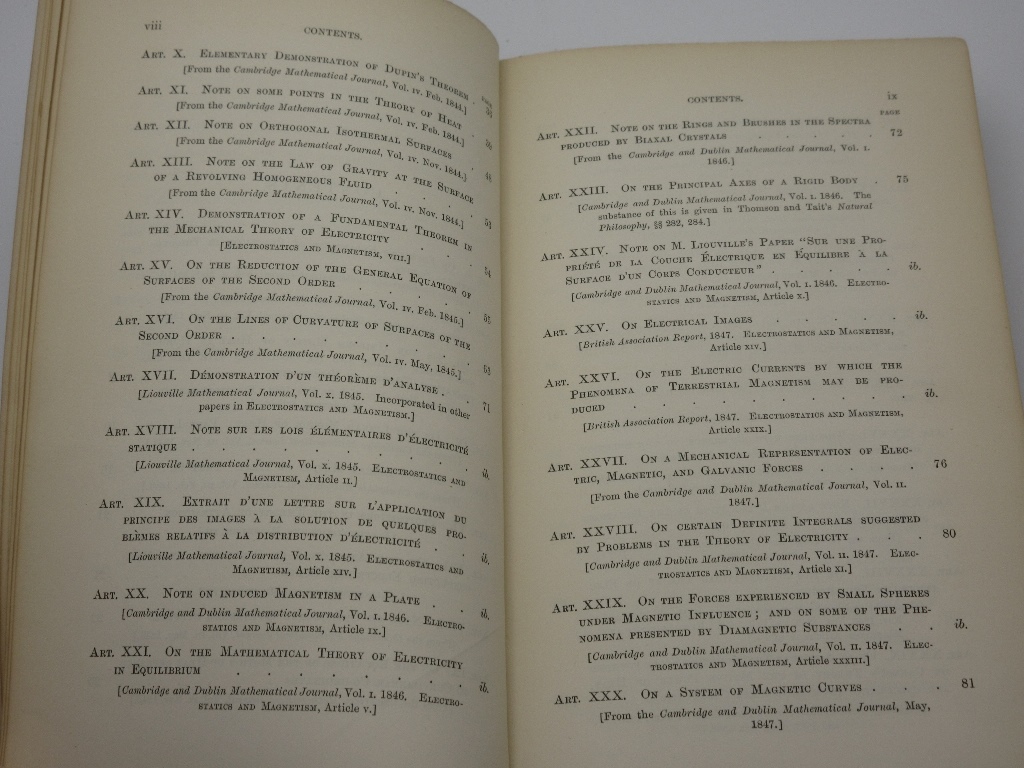 viii
CONTENTS.
PAGE
Art. X. Elementary Demonstration of Dupin's Theorem .
[From the Cambridge Mathematical Journal, Vol. iv. Feb. 1844.]
Art. XI. Note on some points in the Theory of Heat .
[From the Cambridge Mathematical Journal, Vol. iv. Feb. 1844.]
Art. XII. Note on Orthogonal Isothermal Surfaces .
[From the Cambridge Mathematical Journal, Vol. iv. Nov. 1844.]
Art. XIII. Note on the Law of Gravity at the Surface
of a Revolving Homogeneous Fluid . . .
[From the Cambridge Mathematical Journal, Vol. iv. Nov. 1844.]
Art. XIV. Demonstration of a Fundamental Theorem in
the Mechanical Theory of Electricity . . . 54
[Electrostatics and Magnetism, viii.]
Art. XV. On the Reduction of the General Equation of
Surfaces of the Second Order . . . . . 55
[From the Cambridge Mathematical Journal, Vol. iv. Feb. 1845.]
Art. XVI. On the Lines of Curvature of Surfaces of the
Second Order . . . . . . . .
[From the Cambridge Mathematical Journal, Vol. iv. May, 1845.]
Art. XVII. Démonstration d'un théorème d'analyse . . 71
[Liouville Mathematical Journal, Vol. x. 1845. Incorporated in other
papers in Electrostatics and Magnetism.]
Art. XVIII. Note sur les lois élémentaires d'électricité
statique . . . . . . . . ib.
[Liouville Mathematical Journal, Vol. x. 1845. Electrostatics and
Magnetism, Article ii.]
Art. XIX. Extrait d'une lettre sur l'application du
principe des images à la solution de quelques pro-
blèmes relatifs à la distribution d'électricité . . ib.
[Liouville Mathematical Journal, Vol. x. 1845. Electrostatics and
Magnetism, Article xiv.]
Art. XX. Note on induced Magnetism in a Plate . . ib.
[Cambridge and Dublin Mathematical Journal, Vol. i. 1846. Electro-
statics and Magnetism, Article ix.]
Art. XXI. On the Mathematical Theory of Electricity
in Equilibrium . . . . . . . ib.
[Cambridge and Dublin Mathematical Journal, Vol. i. 1846. Electro-
statics and Magnetism, Article v.]
CONTENTS.
ix
PAGE
Art. XXII. Note on the Rings and Brushes in the Spectra
produced by Biaxal Crystals . . . . . 72
[From the Cambridge and Dublin Mathematical Journal, Vol. i.
1846.]
Art. XXIII. On the Principal Axes of a Rigid Body . 75
[Cambridge and Dublin Mathematical Journal, Vol. i. 1846. The
substance of this is given in Thomson and Tait's Natural
Philosophy, §§ 282, 284.]
Art. XXIV. Note on M. Liouville's Paper "Sur une Pro-
priété de la Couche Électrique en Équilibre à la
Surface d'un Corps Conducteur" . . . . . ib.
[Cambridge and Dublin Mathematical Journal, Vol. i. 1846. Electro-
statics and Magnetism, Article x.]
Art. XXV. On Electrical Images . . . . . ib.
[British Association Report, 1847. Electrostatics and Magnetism,
Article xiv.]
Art. XXVI. On the Electric Currents by which the
Phenomena of Terrestrial Magnetism may be pro-
duced . . . . . . . . . ib.
[British Association Report, 1847. Electrostatics and Magnetism,
Article xxix.]
Art. XXVII. On a Mechanical Representation of Elec-
tric, Magnetic, and Galvanic Forces . . . . 76
[From the Cambridge and Dublin Mathematical Journal, Vol. ii.
1847.]
Art. XXVIII. On certain Definite Integrals suggested
by Problems in the Theory of Electricity . . . 80
[Cambridge and Dublin Mathematical Journal, Vol. ii. 1847. Elec-
trostatics and Magnetism, Article xi.]
Art. XXIX. On the Forces experienced by Small Spheres
under Magnetic Influence; and on some of the Phe-
nomena presented by Diamagnetic Substances . . ib.
[Cambridge and Dublin Mathematical Journal, Vol. ii. 1847. Elec-
trostatics and Magnetism, Article xxxiii.]
Art. XXX. On a System of Magnetic Curves . . . 81
[From the Cambridge and Dublin Mathematical Journal, May,
1847.]